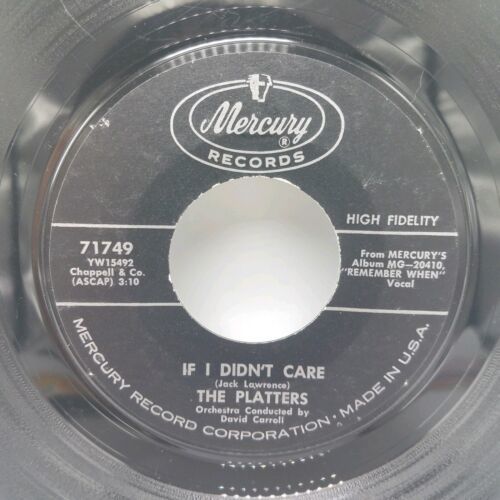 Mercury
®
RECORDS
HIGH FIDELITY
71749
YW15492
Chappell & Co.
(ASCAP) 3:10
From MERCURY'S
Album MG-20410,
"REMEMBER WHEN"
Vocal
IF I DIDN'T CARE
(Jack Lawrence)
THE PLATTERS
Orchestra Conducted by
David Carroll
MERCURY RECORD CORPORATION • MADE IN U.S.A.